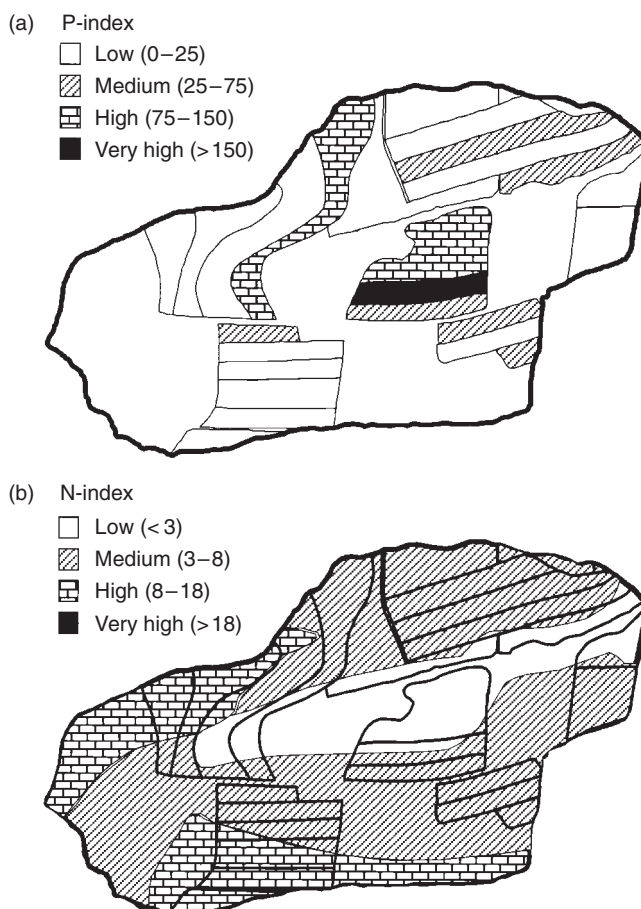 (a) P-index
Low (0–25)
Medium (25–75)
High (75–150)
Very high (>150)
(b) N-index
Low (< 3)
Medium (3–8)
High (8–18)
Very high (>18)